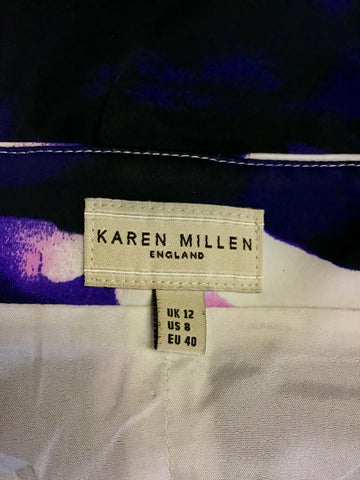 KAREN MILLEN
ENGLAND
UK 12
US 8
EU 40